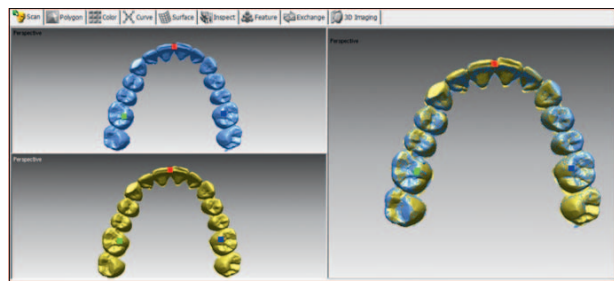 Scan Polygon Color Curve Surface Inspect Feature Exchange 3D Imaging
Perspective
Perspective
Perspective